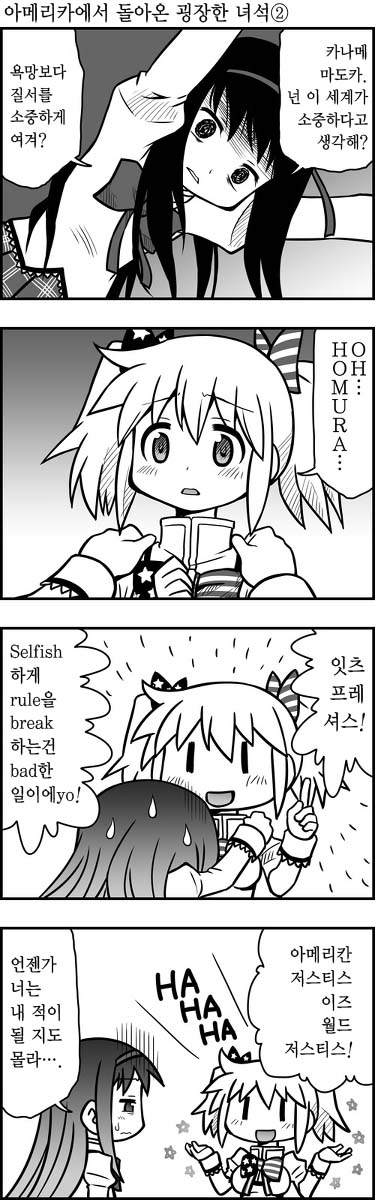 아메리카에서 돌아온 굉장한 녀석②
카나메
마도카.
넌 이 세계가
소중하다고
생각해?
욕망보다
질서를
소중하게
여겨?
OH…
HOMURA…
잇츠
프레
셔스!
Selfish
하게
rule을
break
하는건
bad한
일이에yo!
아메리칸
저스티스
이즈
월드
저스티스!
HA
HA
HA
언젠가
너는
내 적이
될 지도
몰라….